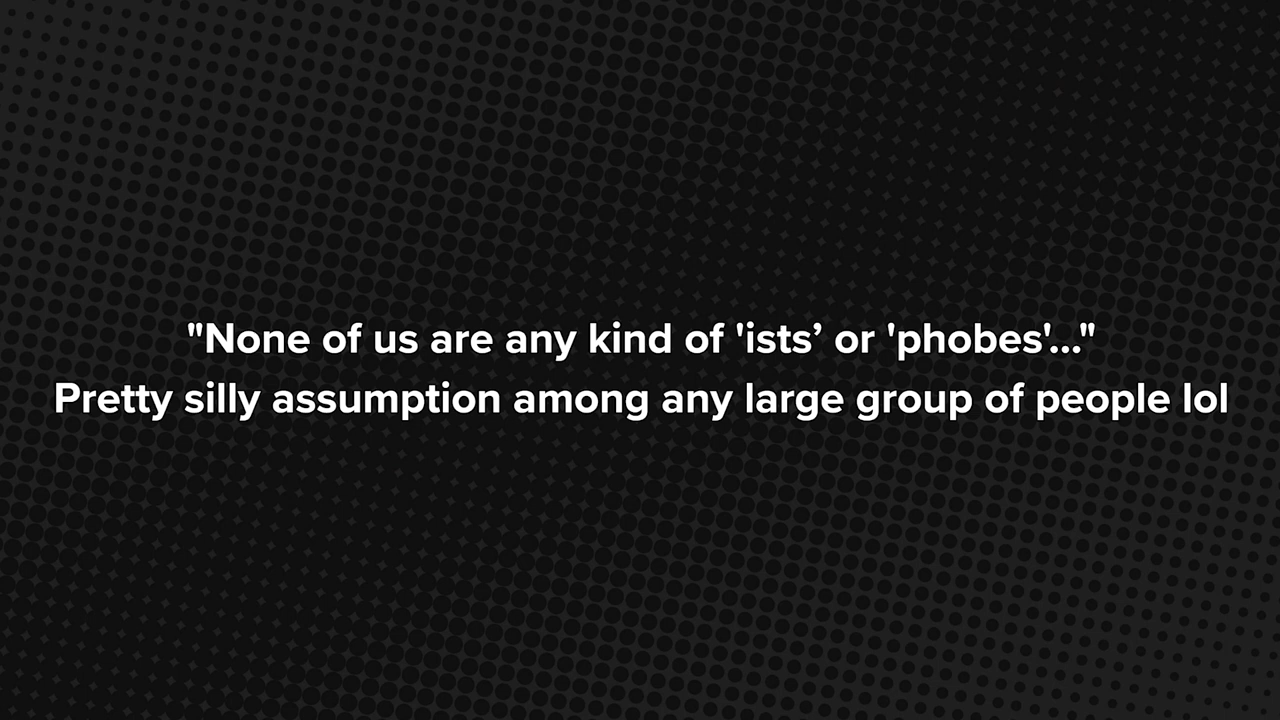 "None of us are any kind of 'ists’ or 'phobes'..."
Pretty silly assumption among any large group of people lol